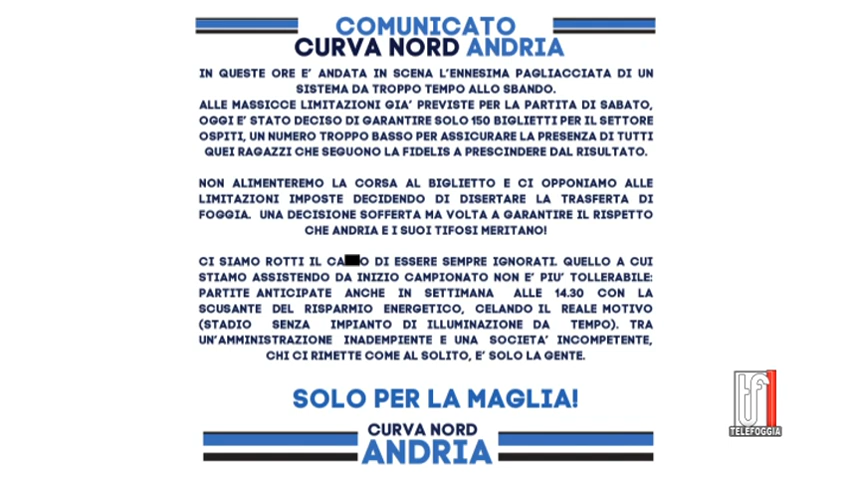 COMUNICATO
CURVA NORD ANDRIA
IN QUESTE ORE E' ANDATA IN SCENA L'ENNESIMA PAGLIACCIATA DI UN
SISTEMA DA TROPPO TEMPO ALLO SBANDO.
ALLE MASSICCE LIMITAZIONI GIA' PREVISTE PER LA PARTITA DI SABATO,
OGGI E' STATO DECISO DI GARANTIRE SOLO 150 BIGLIETTI PER IL SETTORE
OSPITI, UN NUMERO TROPPO BASSO PER ASSICURARE LA PRESENZA DI TUTTI
QUEI RAGAZZI CHE SEGUONO LA FIDELIS A PRESCINDERE DAL RISULTATO.
NON ALIMENTEREMO LA CORSA AL BIGLIETTO E CI OPPONIAMO ALLE
LIMITAZIONI IMPOSTE DECIDENDO DI DISERTARE LA TRASFERTA DI
FOGGIA. UNA DECISIONE SOFFERTA MA VOLTA A GARANTIRE IL RISPETTO
CHE ANDRIA E I SUOI TIFOSI MERITANO!
CI SIAMO ROTTI IL CA O DI ESSERE SEMPRE IGNORATI. QUELLO A CUI
STIAMO ASSISTENDO DA INIZIO CAMPIONATO NON E' PIU' TOLLERABILE:
PARTITE ANTICIPATE ANCHE IN SETTIMANA ALLE 14.30 CON LA
SCUSANTE DEL RISPARMIO ENERGETICO, CELANDO IL REALE MOTIVO
(STADIO SENZA IMPIANTO DI ILLUMINAZIONE DA TEMPO). TRA
UN'AMMINISTRAZIONE INADEMPIENTE E UNA SOCIETA' INCOMPETENTE,
CHI CI RIMETTE COME AL SOLITO, E' SOLO LA GENTE.
SOLO PER LA MAGLIA!
CURVA NORD
ANDRIA
tf
TELEFOGGIA